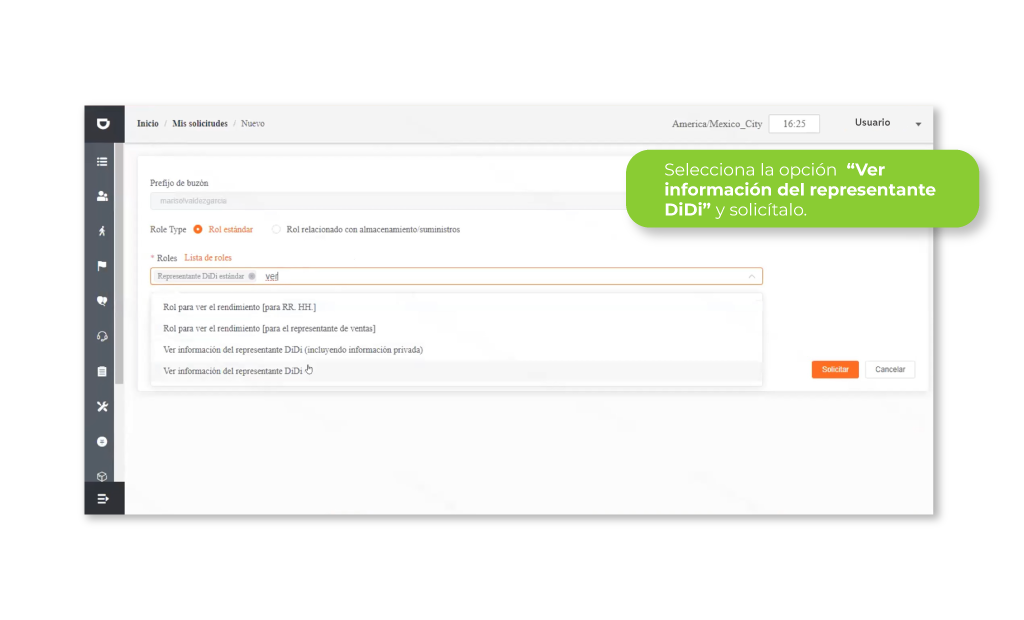 Inicio / Mis solicitudes / Nuevo
America/Mexico_City 16:25 Usuario
Selecciona la opción “Ver
información del representante
DiDi” y solicítalo.
Prefijo de buzón
Role Type Rol estándar Rol relacionado con almacenamiento/suministros
* Roles Lista de roles
Representante DiDi estándar
Rol para ver el rendimiento [para RR. HH.]
Rol para ver el rendimiento [para el representante de ventas]
Ver información del representante DiDi (incluyendo información privada)
Ver información del representante DiDi
Solicitar Cancelar